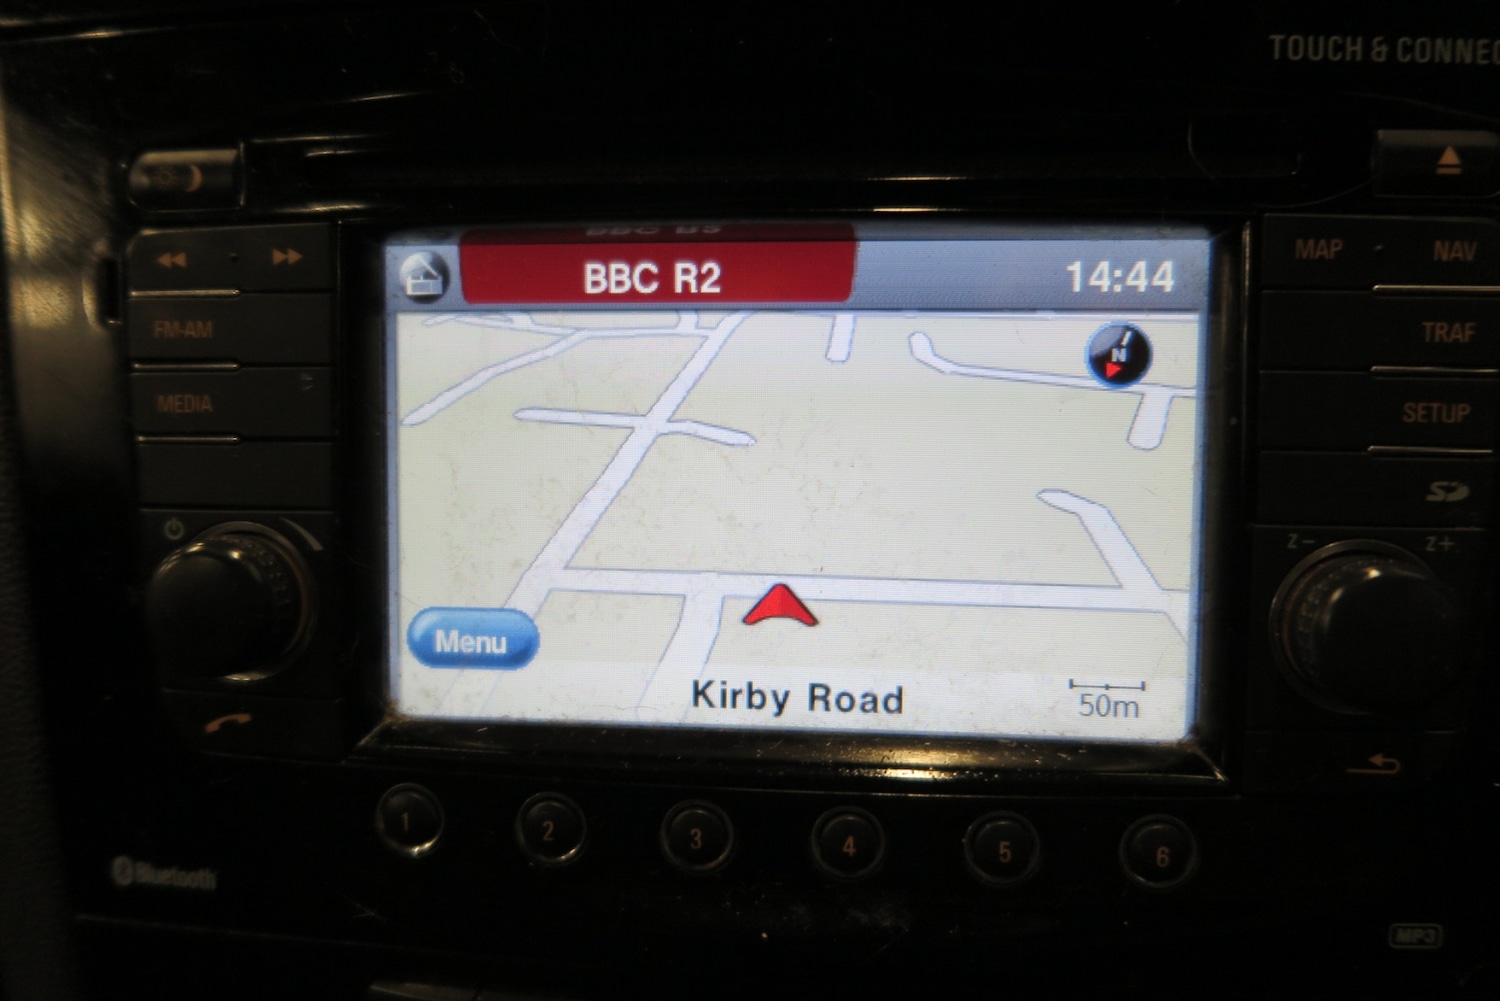 TOUCH & CONNEC
BBC R2
14:44
N
FM-AM
MEDIA
MAP
NAV
TRAF
SETUP
Z-
Z+
Menu
Kirby Road
50m
1
2
3
4
5
6
Bluetooth
MP3